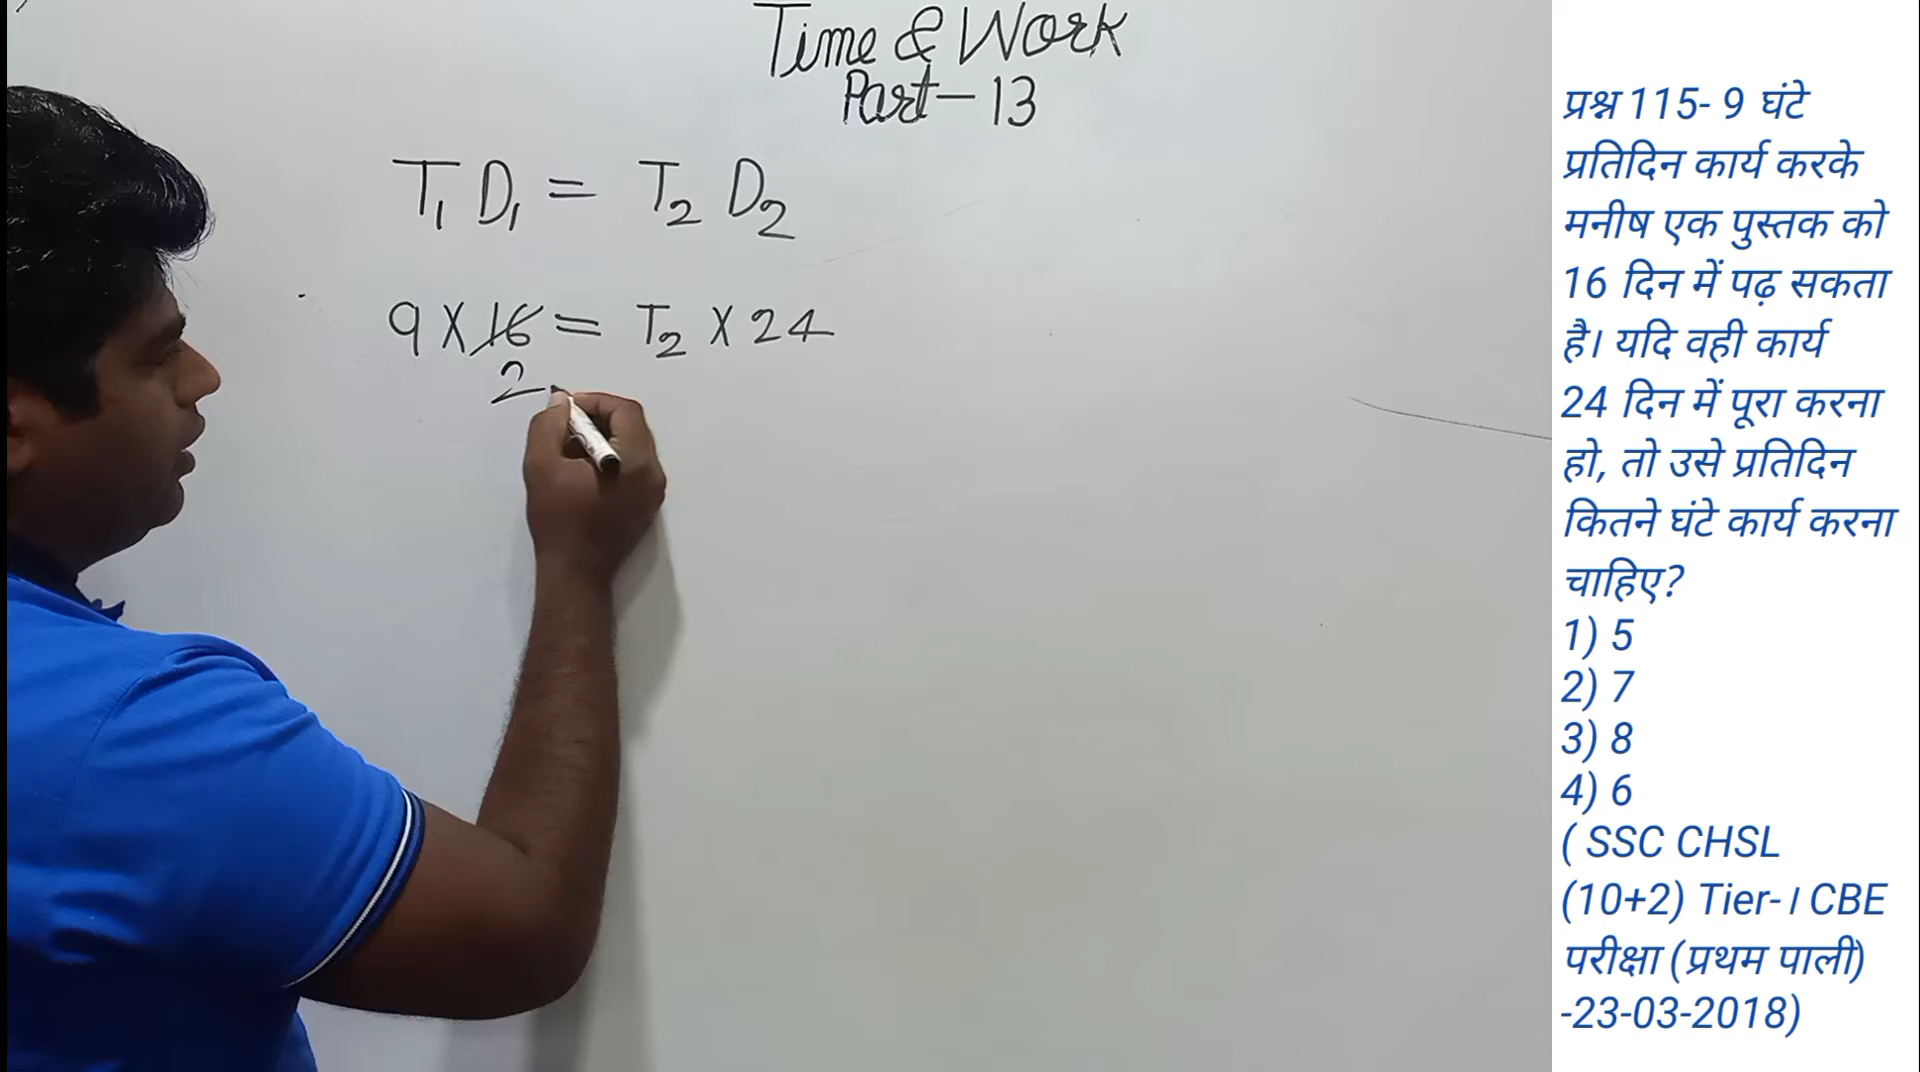 Time & Work
Part-13
T₁ D₁ = T₂ D₂
9 X 16 = T₂ X 24
2
प्रश्न 115- 9 घंटे
प्रतिदिन कार्य करके
मनीष एक पुस्तक को
16 दिन में पढ़ सकता
है। यदि वही कार्य
24 दिन में पूरा करना
हो, तो उसे प्रतिदिन
कितने घंटे कार्य करना
चाहिए?
1) 5
2) 7
3) 8
4) 6
( SSC CHSL
(10+2) Tier-। CBE
परीक्षा (प्रथम पाली)
-23-03-2018)